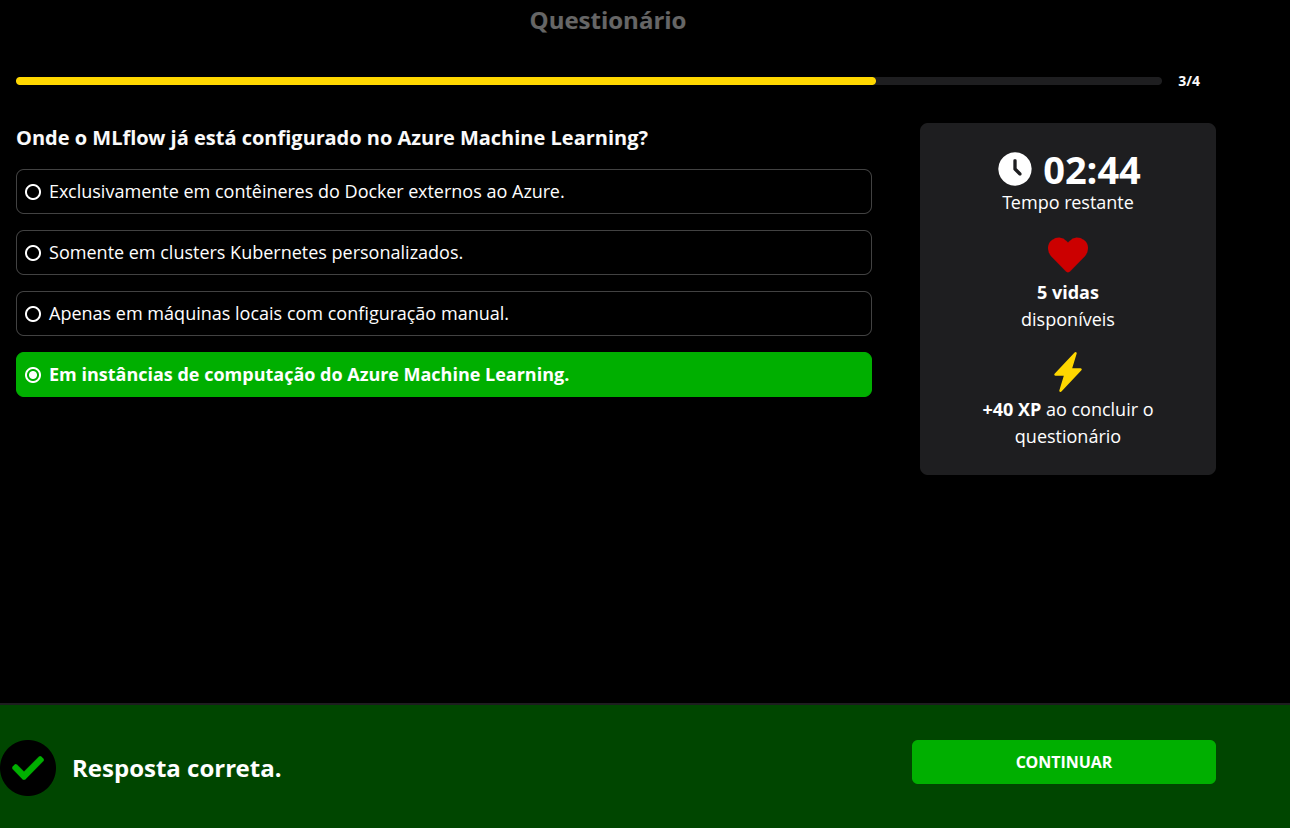 Questionário
3/4
Onde o MLflow já está configurado no Azure Machine Learning?
Exclusivamente em contêineres do Docker externos ao Azure.
Somente em clusters Kubernetes personalizados.
Apenas em máquinas locais com configuração manual.
Em instâncias de computação do Azure Machine Learning.
02:44
Tempo restante
5 vidas
disponíveis
+40 XP ao concluir o
questionário
Resposta correta.
CONTINUAR